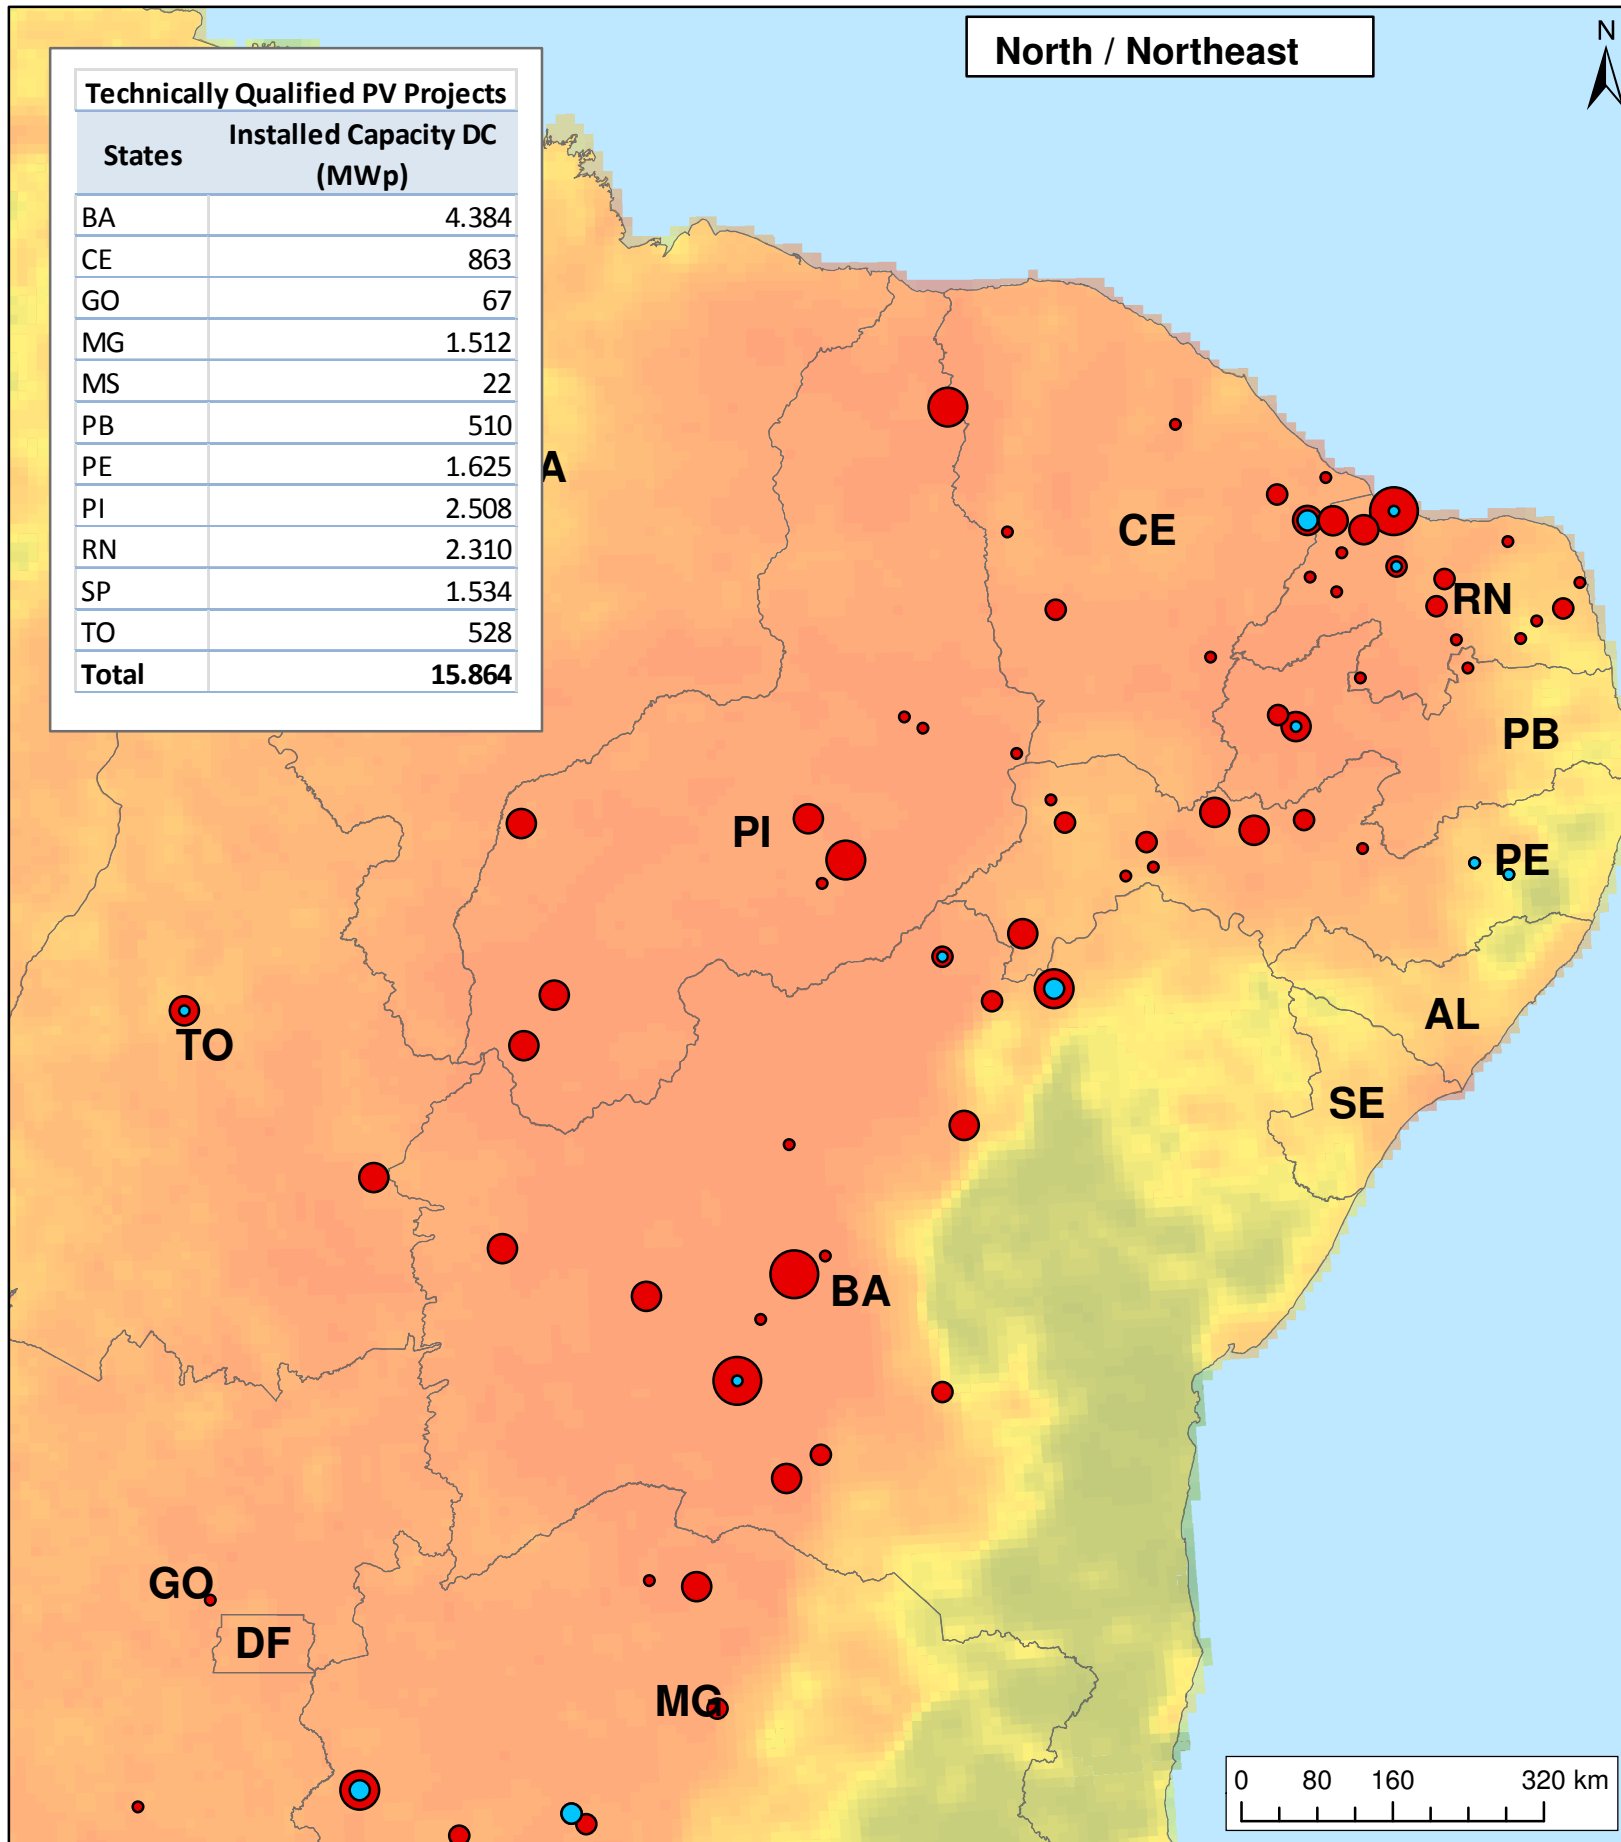 North / Northeast
N
Technically Qualified PV Projects
States Installed Capacity DC
(MWp)
BA 4.384
CE 863
GO 67
MG 1.512
MS 22
PB 510
PE 1.625
PI 2.508
RN 2.310
SP 1.534
TO 528
Total 15.864
A
CE
RN
PB
PI
PE
AL
TO
SE
BA
GO
DF
MG
0 80 160 320 km